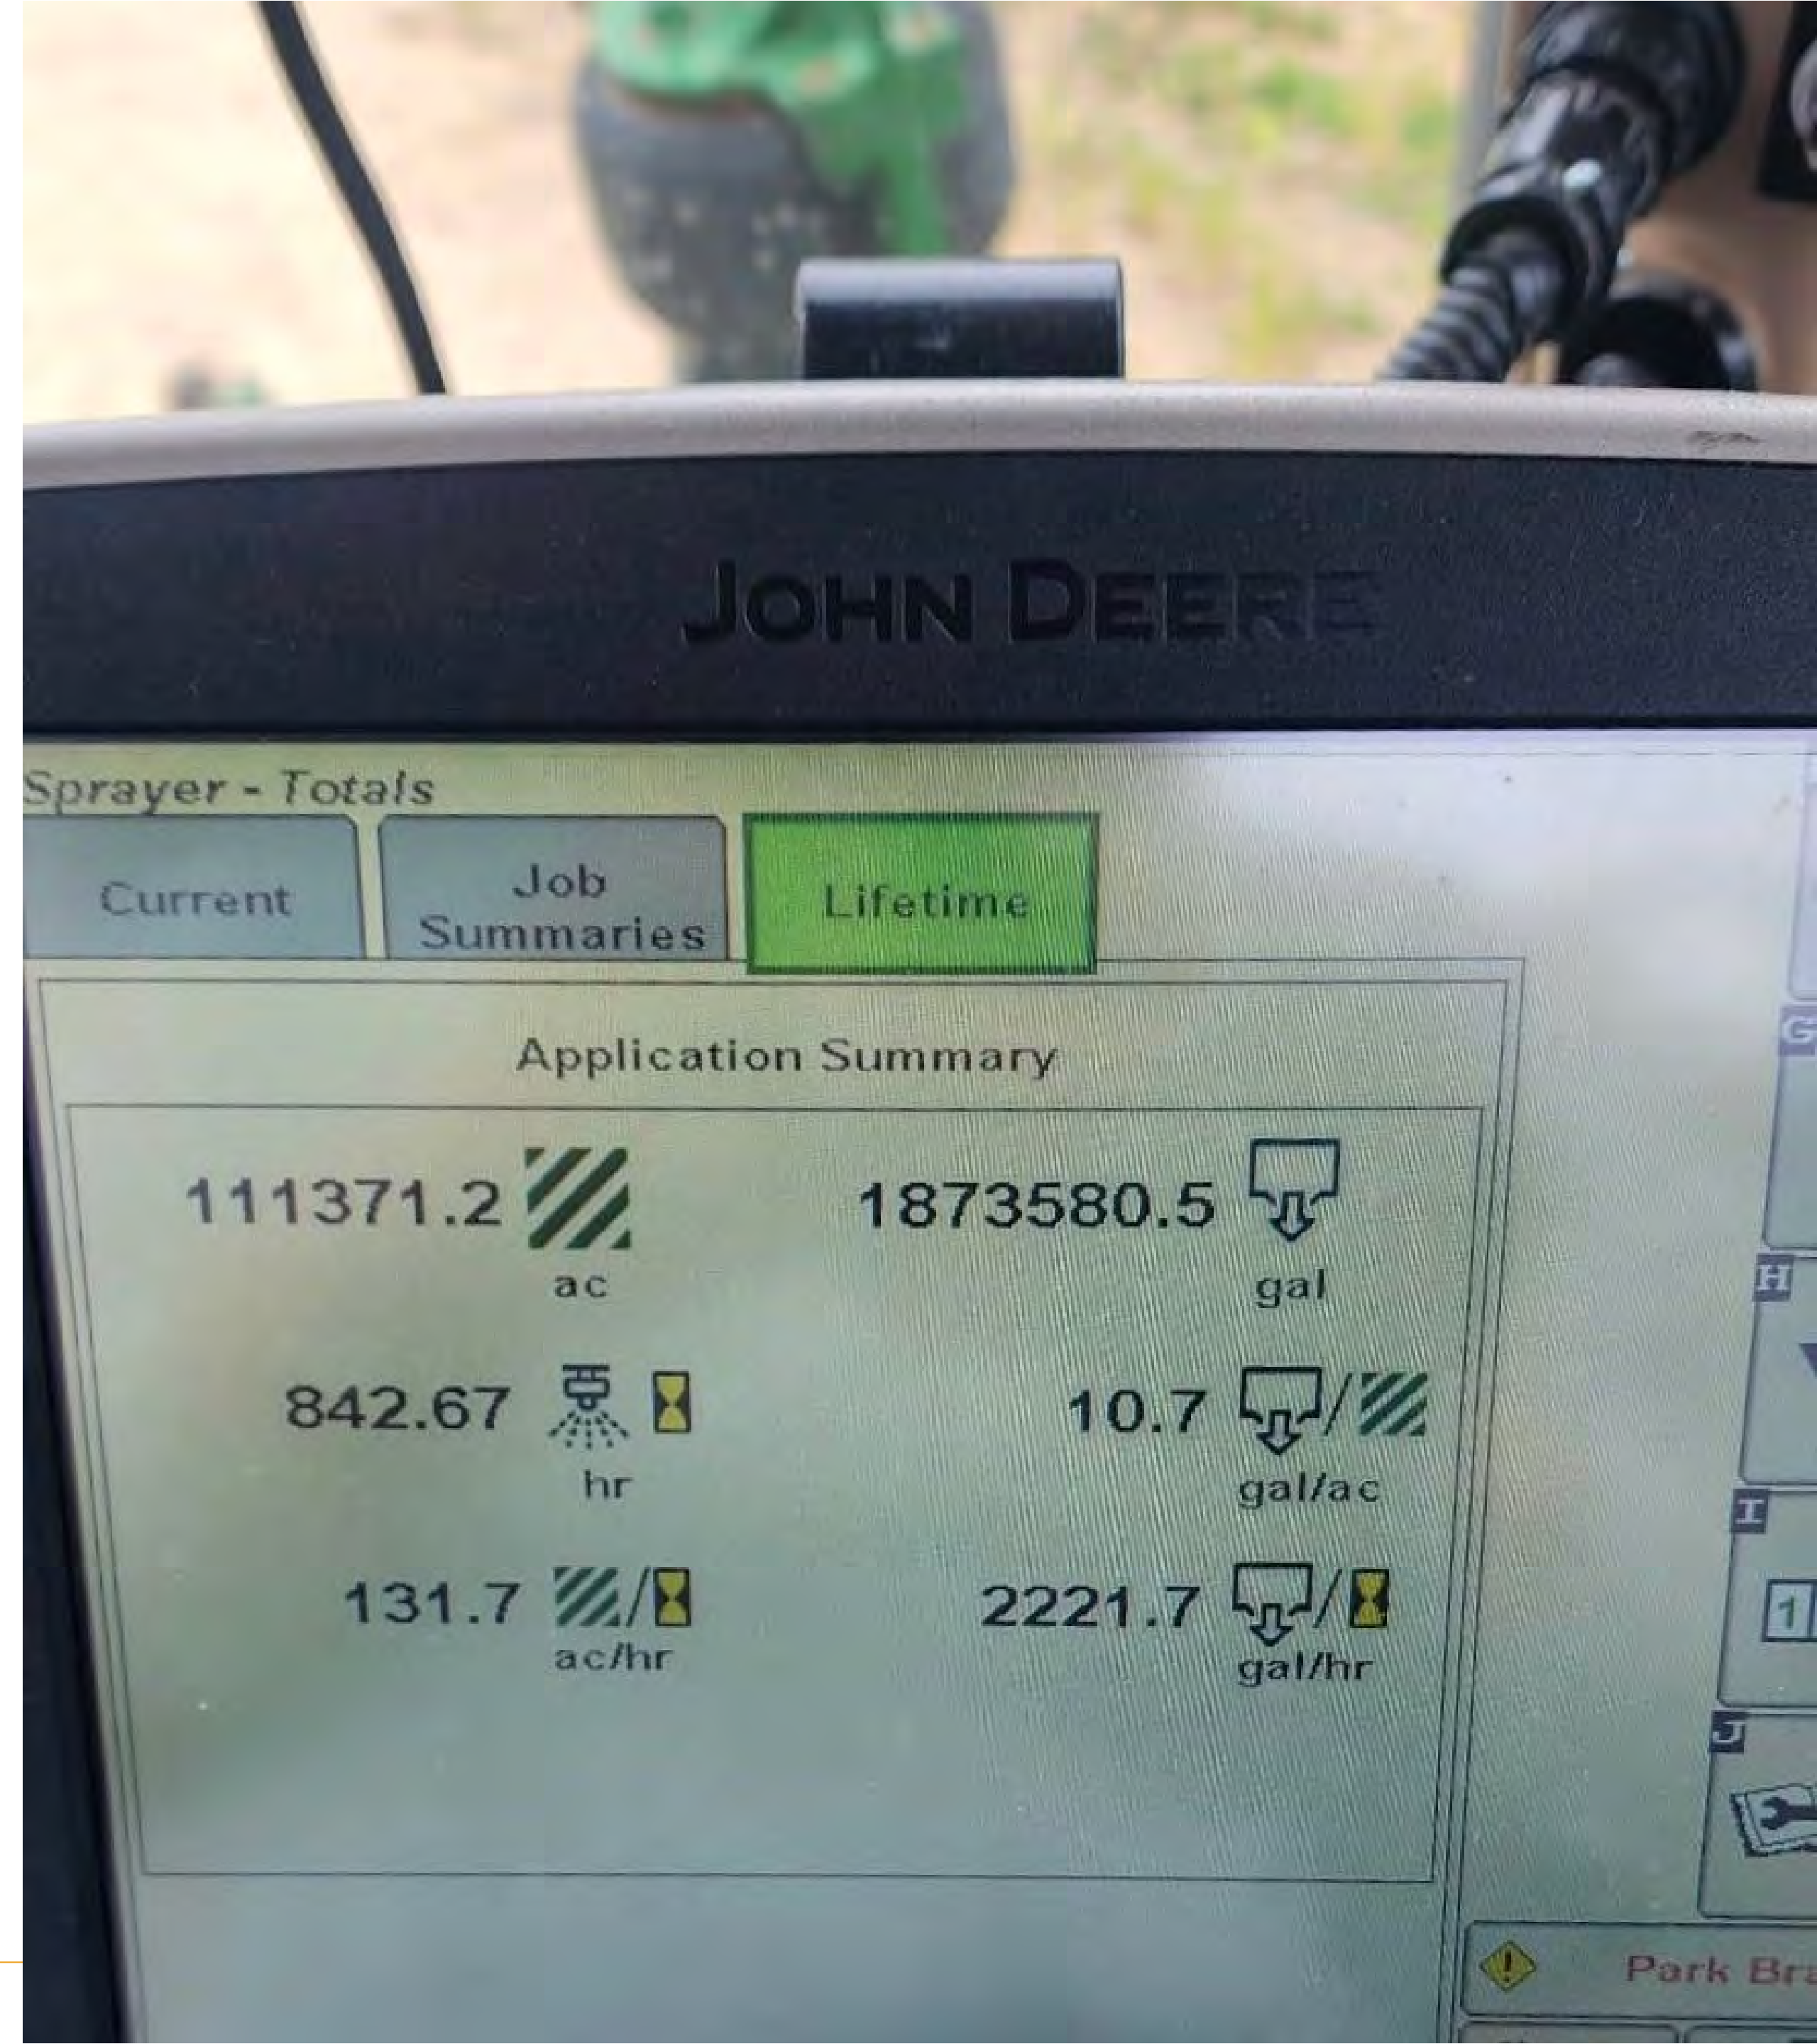 JOHN DEERE
Sprayer - Totals
Current
Job
Summaries
Lifetime
Application Summary
111371.2
ac
1873580.5
gal
842.67
hr
10.7 /
gal/ac
131.7 /
ac/hr
2221.7 /
gal/hr
G
H
I
1
J
Park Bra